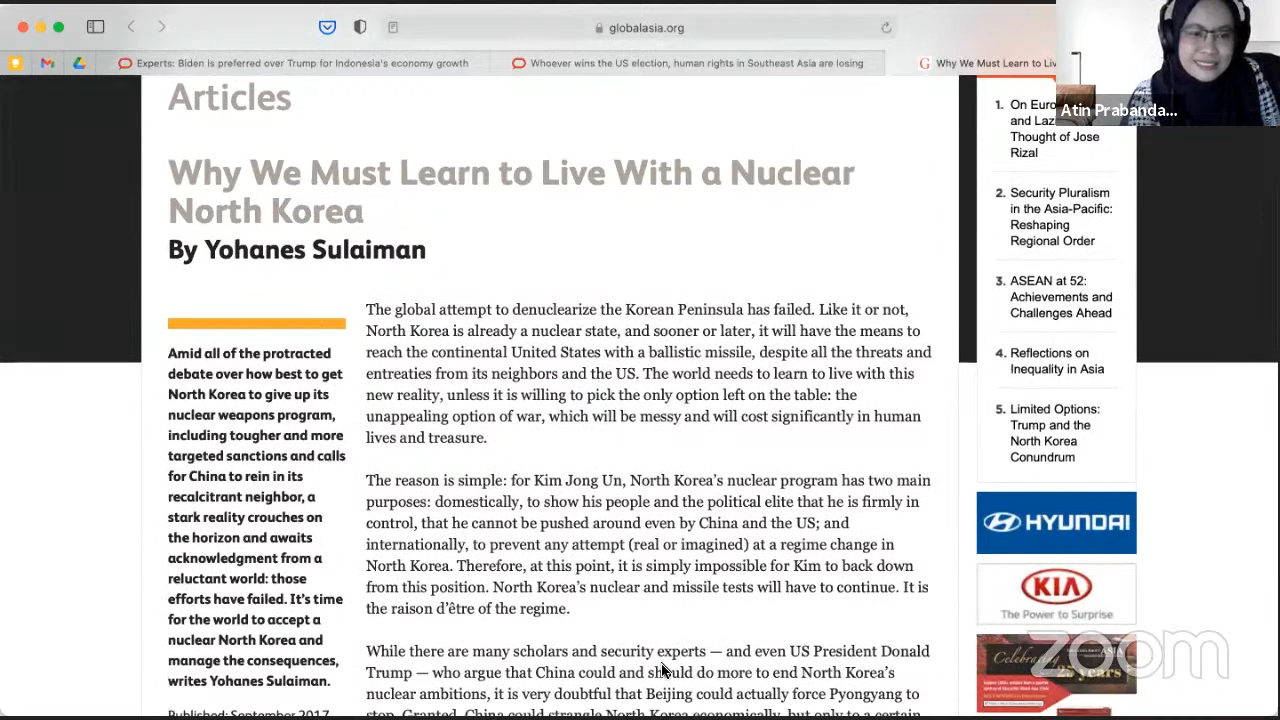 globalasia.org
Experts: Biden is preferred over Trump for Indonesia's economy growth
Whoever wins the US election, human rights in Southeast Asia are losing
G Why We Must Learn to Liv
Atin Prabanda...
Articles
Why We Must Learn to Live With a Nuclear
North Korea
By Yohanes Sulaiman
Amid all of the protracted
debate over how best to get
North Korea to give up its
nuclear weapons program,
including tougher and more
targeted sanctions and calls
for China to rein in its
recalcitrant neighbor, a
stark reality crouches on
the horizon and awaits
acknowledgment from a
reluctant world: those
efforts have failed. It's time
for the world to accept a
nuclear North Korea and
manage the consequences,
writes Yohanes Sulaiman.
The global attempt to denuclearize the Korean Peninsula has failed. Like it or not,
North Korea is already a nuclear state, and sooner or later, it will have the means to
reach the continental United States with a ballistic missile, despite all the threats and
entreaties from its neighbors and the US. The world needs to learn to live with this
new reality, unless it is willing to pick the only option left on the table: the
unappealing option of war, which will be messy and will cost significantly in human
lives and treasure.
The reason is simple: for Kim Jong Un, North Korea's nuclear program has two main
purposes: domestically, to show his people and the political elite that he is firmly in
control, that he cannot be pushed around even by China and the US; and
internationally, to prevent any attempt (real or imagined) at a regime change in
North Korea. Therefore, at this point, it is simply impossible for Kim to back down
from this position. North Korea's nuclear and missile tests will have to continue. It is
the raison d'être of the regime.
While there are many scholars and security experts — and even US President Donald
Trump — who argue that China could and should do more to end North Korea's
nuclear ambitions, it is very doubtful that Beijing could actually force Pyongyang to
1. On Euro
and Laz
Thought of Jose
Rizal
2. Security Pluralism
in the Asia-Pacific:
Reshaping
Regional Order
3. ASEAN at 52:
Achievements and
Challenges Ahead
4. Reflections on
Inequality in Asia
5. Limited Options:
Trump and the
North Korea
Conundrum
HYUNDAI
KIA
The Power to Surprise
Celebrating
25 years
zoom